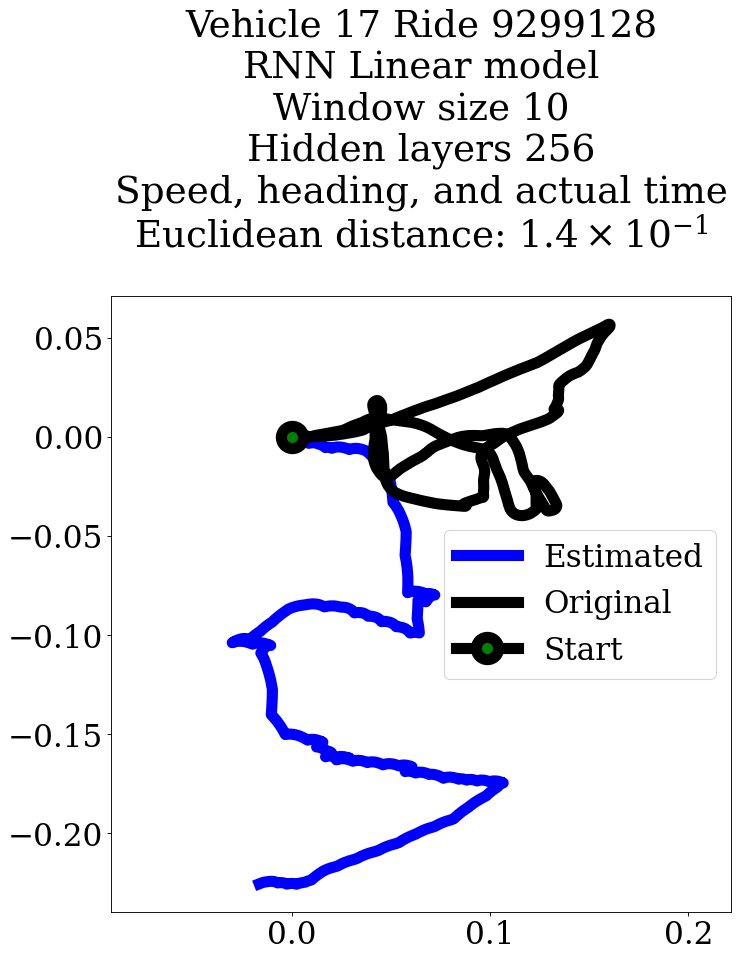 Vehicle 17 Ride 9299128
RNN Linear model
Window size 10
Hidden layers 256
Speed, heading, and actual time
Euclidean distance: 1.4 × 10⁻¹
0.05
0.00
−0.05
−0.10
−0.15
−0.20
Estimated
Original
Start
0.0 0.1 0.2